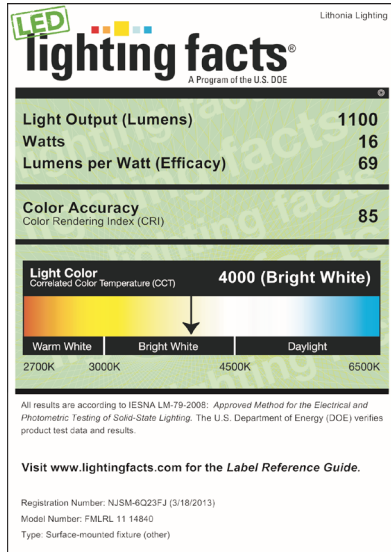 Lithonia Lighting
LED
lighting facts®
A Program of the U.S. DOE
Light Output (Lumens) 1100
Watts 16
Lumens per Watt (Efficacy) 69
Color Accuracy
Color Rendering Index (CRI) 85
Light Color
Correlated Color Temperature (CCT) 4000 (Bright White)
Warm White Bright White Daylight
2700K 3000K 4500K 6500K
All results are according to IESNA LM-79-2008: Approved Method for the Electrical and
Photometric Testing of Solid-State Lighting. The U.S. Department of Energy (DOE) verifies
product test data and results.
Visit www.lightingfacts.com for the Label Reference Guide.
Registration Number: NJSM-6Q23FJ (3/18/2013)
Model Number: FMLRL 11 14840
Type: Surface-mounted fixture (other)